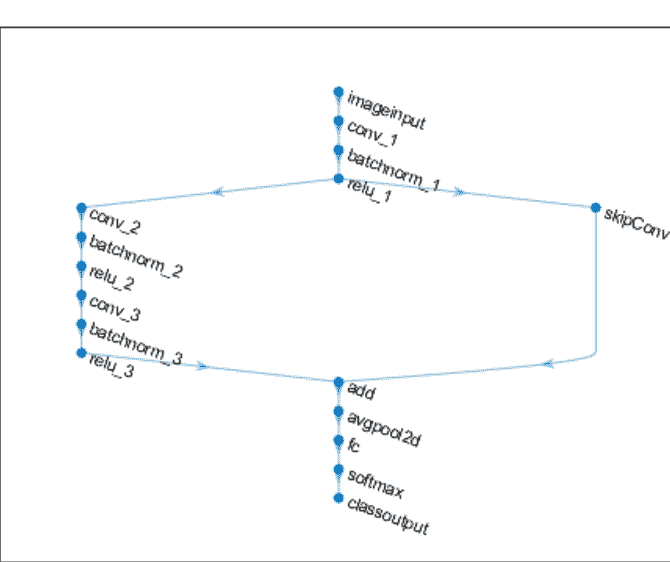 imageinput
conv_1
batchnorm_1
relu_1
conv_2
batchnorm_2
relu_2
conv_3
batchnorm_3
relu_3
skipConv
add
avgpool2d
fc
softmax
classoutput